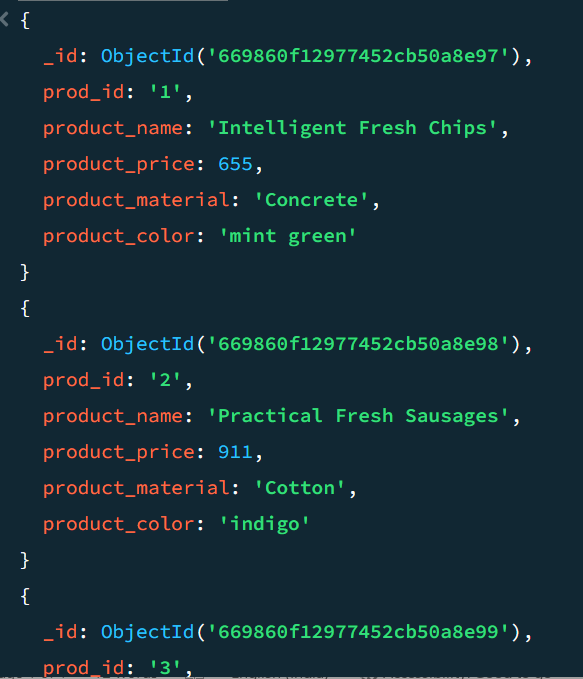 {
_id: ObjectId('669860f12977452cb50a8e97'),
prod_id: '1',
product_name: 'Intelligent Fresh Chips',
product_price: 655,
product_material: 'Concrete',
product_color: 'mint green'
}
{
_id: ObjectId('669860f12977452cb50a8e98'),
prod_id: '2',
product_name: 'Practical Fresh Sausages',
product_price: 911,
product_material: 'Cotton',
product_color: 'indigo'
}
{
_id: ObjectId('669860f12977452cb50a8e99'),
prod_id: '3',